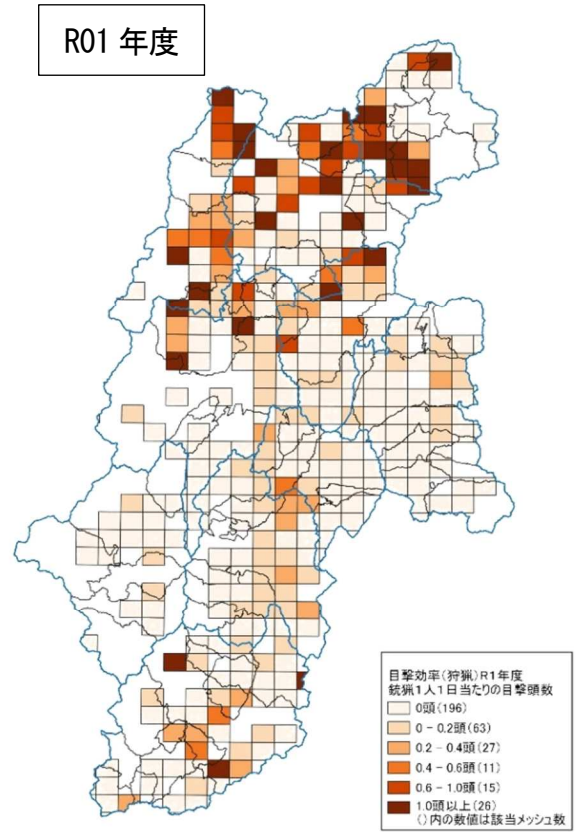 R01 年度
目撃効率(狩猟)R1年度
銃猟1人1日当たりの目撃頭数
0頭(196)
0 - 0.2頭(63)
0.2 - 0.4頭(27)
0.4 - 0.6頭(11)
0.6 - 1.0頭(15)
1.0頭以上(26)
()内の数値は該当メッシュ数